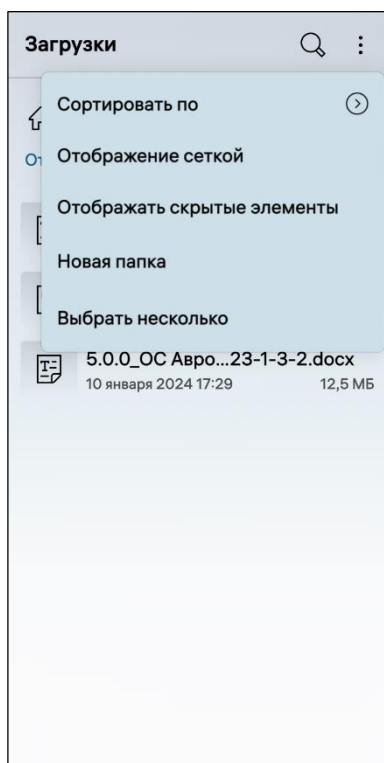 Загрузки
Сортировать по
От
Отображение сеткой
Отображать скрытые элементы
Новая папка
Выбрать несколько
5.0.0_ОС Авро...23-1-3-2.docx
10 января 2024 17:29 12,5 МБ